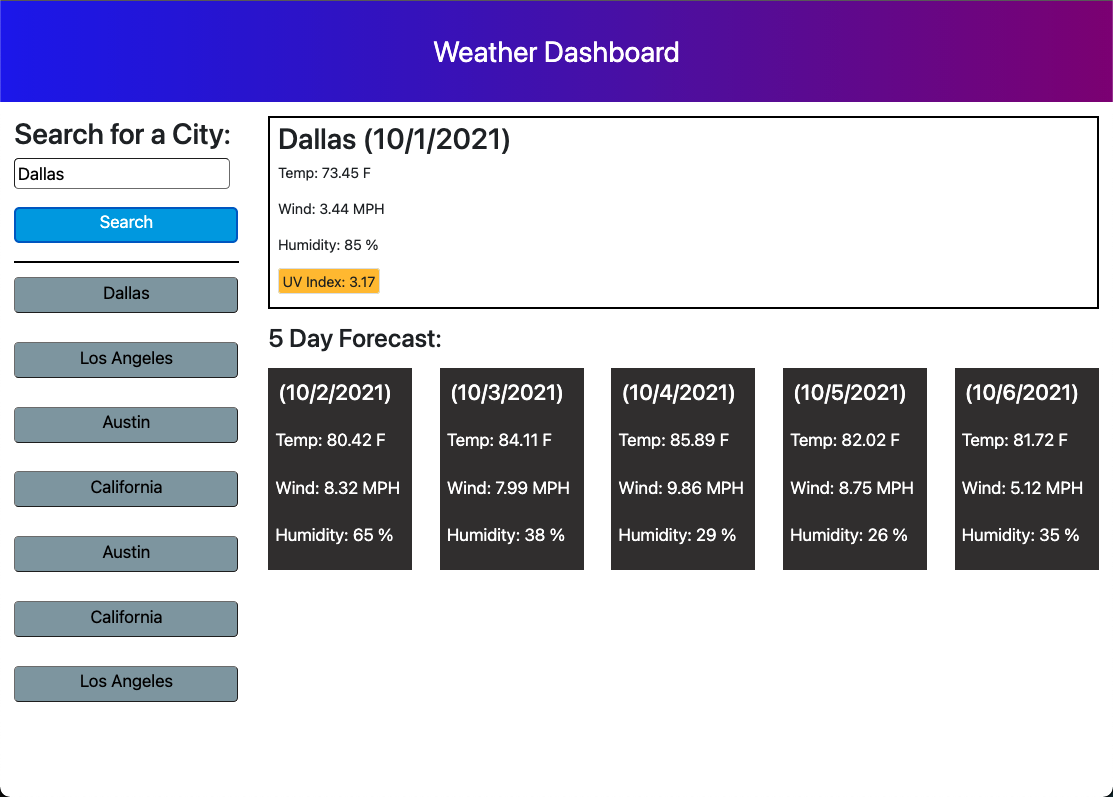 Weather Dashboard
Search for a City:
Dallas
Search
Dallas
Los Angeles
Austin
California
Austin
California
Los Angeles
Dallas (10/1/2021)
Temp: 73.45 F
Wind: 3.44 MPH
Humidity: 85 %
UV Index: 3.17
5 Day Forecast:
(10/2/2021)
Temp: 80.42 F
Wind: 8.32 MPH
Humidity: 65 %
(10/3/2021)
Temp: 84.11 F
Wind: 7.99 MPH
Humidity: 38 %
(10/4/2021)
Temp: 85.89 F
Wind: 9.86 MPH
Humidity: 29 %
(10/5/2021)
Temp: 82.02 F
Wind: 8.75 MPH
Humidity: 26 %
(10/6/2021)
Temp: 81.72 F
Wind: 5.12 MPH
Humidity: 35 %